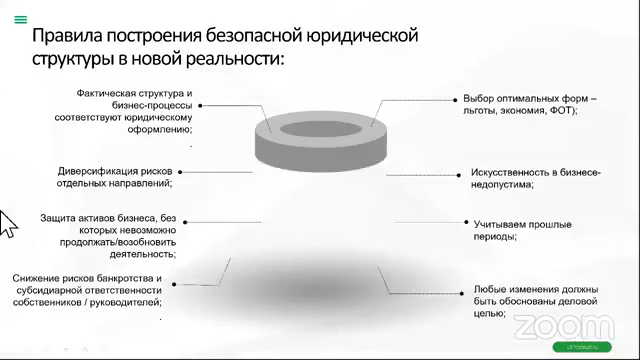 Правила построения безопасной юридической
структуры в новой реальности:
Фактическая структура и
бизнес-процессы
соответствуют юридическому
оформлению;
.
Диверсификация рисков
отдельных направлений;
Защита активов бизнеса, без
которых невозможно
продолжать/возобновить
деятельность;
Снижение рисков банкротства и
субсидиарной ответственности
собственников / руководителей;
.
Выбор оптимальных форм –
льготы, экономия, ФОТ);
Искусственность в бизнесе-
недопустима;
Учитываем прошлые
периоды;
Любые изменения должны
быть обоснованы деловой
целью;
zoom